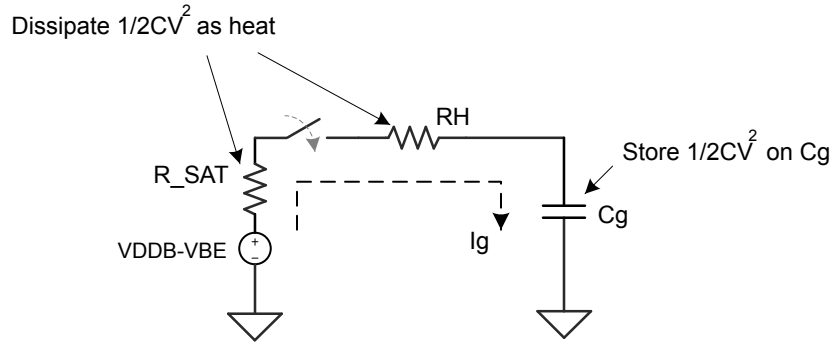 Dissipate 1/2CV² as heat
RH
Store 1/2CV² on Cg
R_SAT
Cg
Ig
VDDB-VBE
+
−